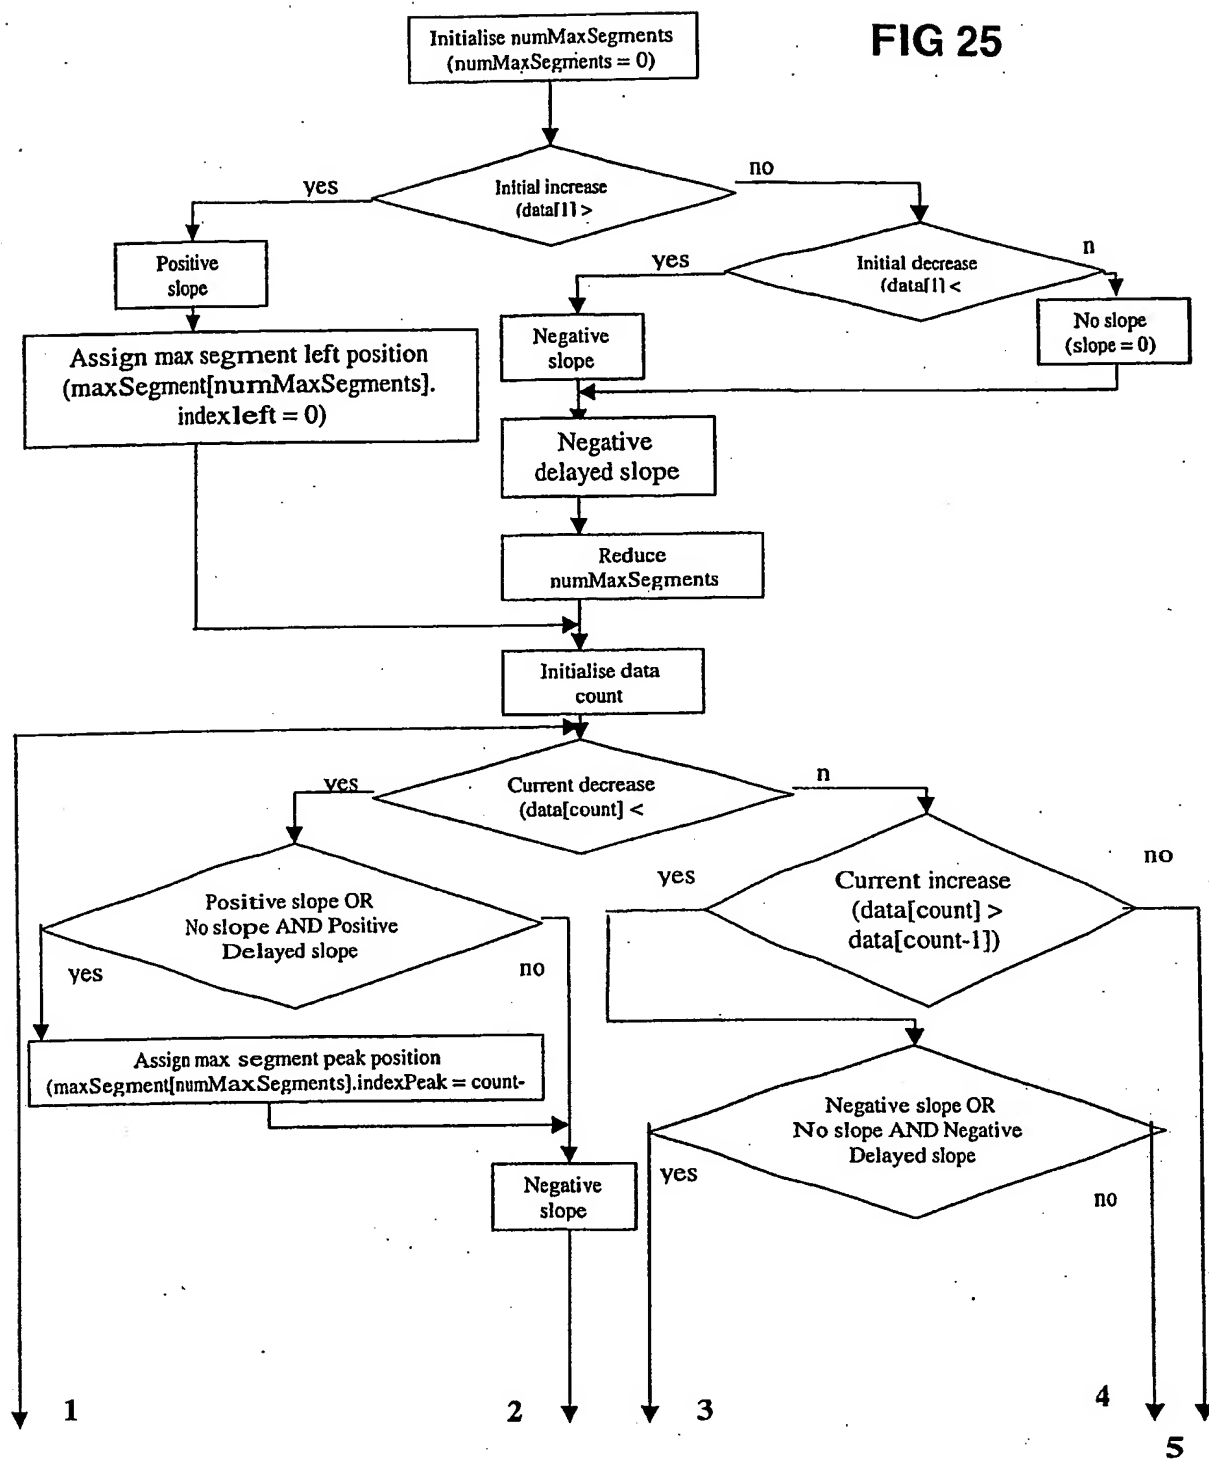 FIG 25
Initialise numMaxSegments
(numMaxSegments = 0)
yes
Initial increase
(data[1] >
no
Positive
slope
yes
Initial decrease
(data[1] <
n
Negative
slope
No slope
(slope = 0)
Assign max segment left position
(maxSegment[numMaxSegments].
indexleft = 0)
Negative
delayed slope
Reduce
numMaxSegments
Initialise data
count
yes
Current decrease
(data[count] <
n
Positive slope OR
No slope AND Positive
Delayed slope
yes
no
yes
Current increase
(data[count] >
data[count-1])
no
Assign max segment peak position
(maxSegment[numMaxSegments].indexPeak = count-
Negative slope OR
No slope AND Negative
Delayed slope
yes
no
Negative
slope
1
2
3
4
5